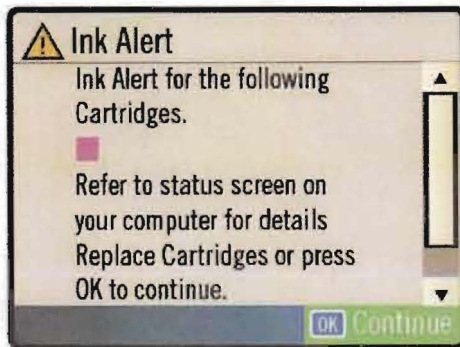 Ink Alert
Ink Alert for the following
Cartridges.
Refer to status screen on
your computer for details
Replace Cartridges or press
OK to continue.
OK Continue